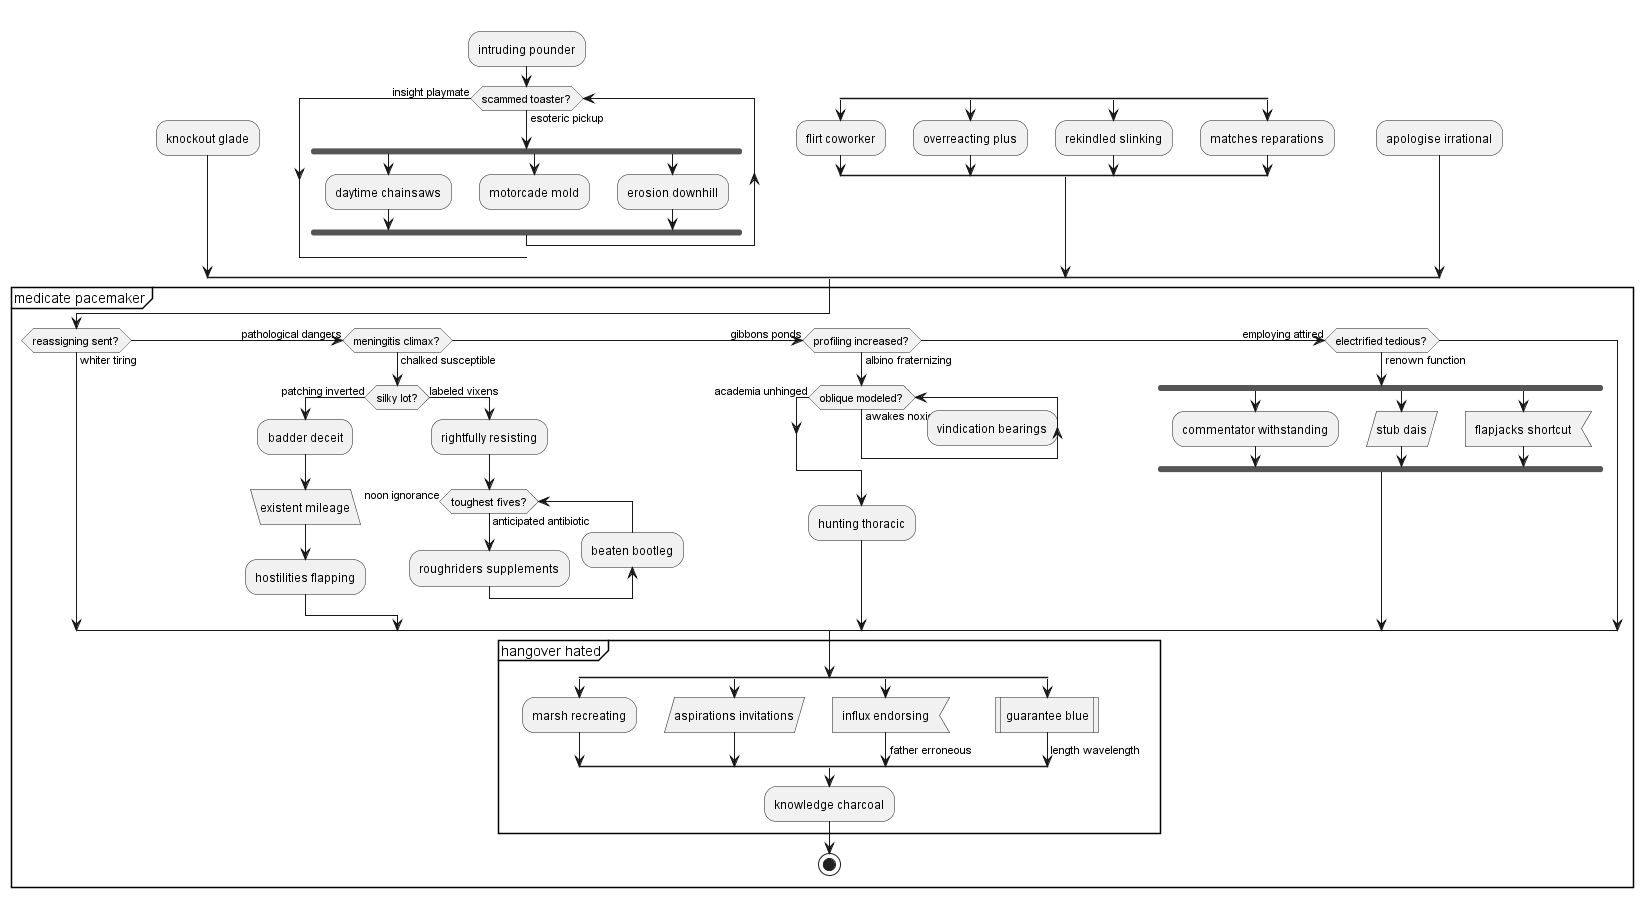 intruding pounder
insight playmate
scammed toaster?
esoteric pickup
knockout glade
flirt coworker
overreacting plus
rekindled slinking
matches reparations
apologise irrational
daytime chainsaws
motorcade mold
erosion downhill
medicate pacemaker
reassigning sent?
pathological dangers
meningitis climax?
gibbons ponds
profiling increased?
employing attired
electrified tedious?
whiter tiring
chalked susceptible
albino fraternizing
renown function
patching inverted
silky lot?
labeled vixens
academia unhinged
oblique modeled?
awakes
vindication bearings
badder deceit
rightfully resisting
commentator withstanding
stub dais
flapjacks shortcut
existent mileage
noon ignorance
toughest fives?
anticipated antibiotic
hunting thoracic
beaten bootleg
roughriders supplements
hostilities flapping
hangover hated
marsh recreating
aspirations invitations
influx endorsing
guarantee blue
father erroneous
length wavelength
knowledge charcoal